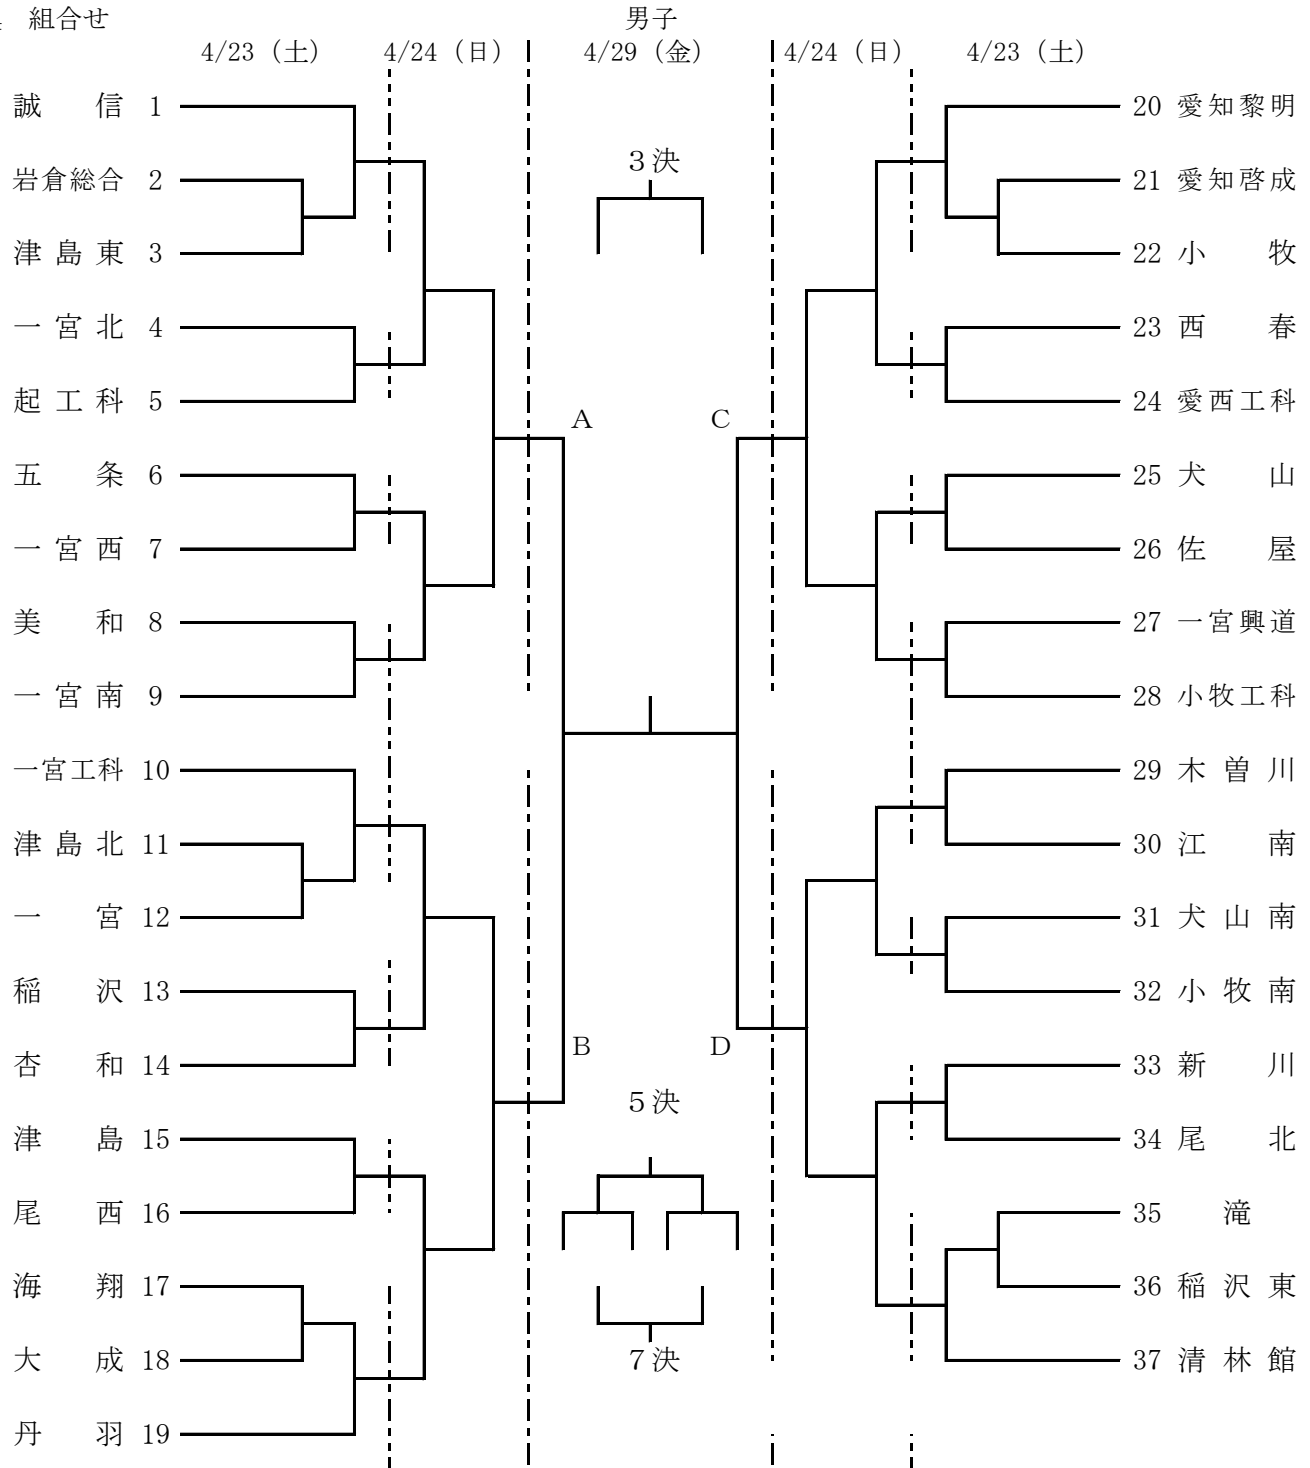 組合せ 男子
4/23 (土) 4/24 (日) 4/29 (金) 4/24 (日) 4/23 (土)
誠信 1 20 愛知黎明
3決
岩倉総合 2 21 愛知啓成
津島東 3 22 小牧
一宮北 4 23 西春
起工科 5 24 愛西工科
A C
五条 6 25 犬山
一宮西 7 26 佐屋
美和 8 27 一宮興道
一宮南 9 28 小牧工科
一宮工科 10 29 木曽川
津島北 11 30 江南
一宮 12 31 犬山南
稲沢 13 32 小牧南
B D
杏和 14 33 新川
5決
津島 15 34 尾北
尾西 16 35 滝
海翔 17 36 稲沢東
大成 18 7決 37 清林館
丹羽 19